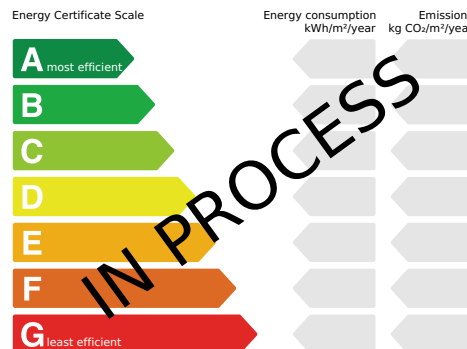 Energy Certificate Scale
Energy consumption
kWh/m²/year
Emission
kg CO₂/m²/year
A most efficient
B
C
D
E
F
G least efficient
IN PROCESS